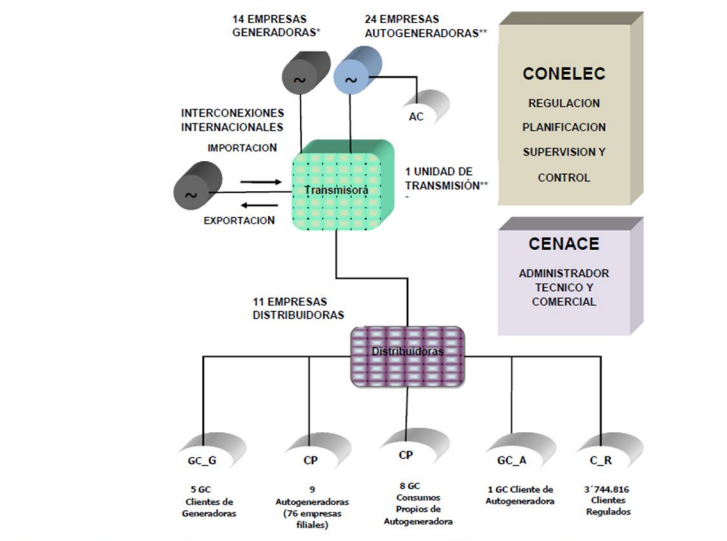 14 EMPRESAS
GENERADORAS*
24 EMPRESAS
AUTOGENERADORAS**
~
~
AC
INTERCONEXIONES
INTERNACIONALES
IMPORTACION
~
EXPORTACION
Transmisora
1 UNIDAD DE
TRANSMISIÓN**
CONELEC
REGULACION
PLANIFICACION
SUPERVISION Y
CONTROL
CENACE
ADMINISTRADOR
TECNICO Y
COMERCIAL
11 EMPRESAS
DISTRIBUIDORAS
Distribuidoras
GC_G
5 GC
Clientes de
Generadoras
CP
9
Autogeneradoras
(76 empresas
filiales)
CP
8 GC
Consumos
Propios de
Autogeneradora
GC_A
1 GC Cliente de
Autogeneradora
C_R
3´744.816
Clientes
Regulados